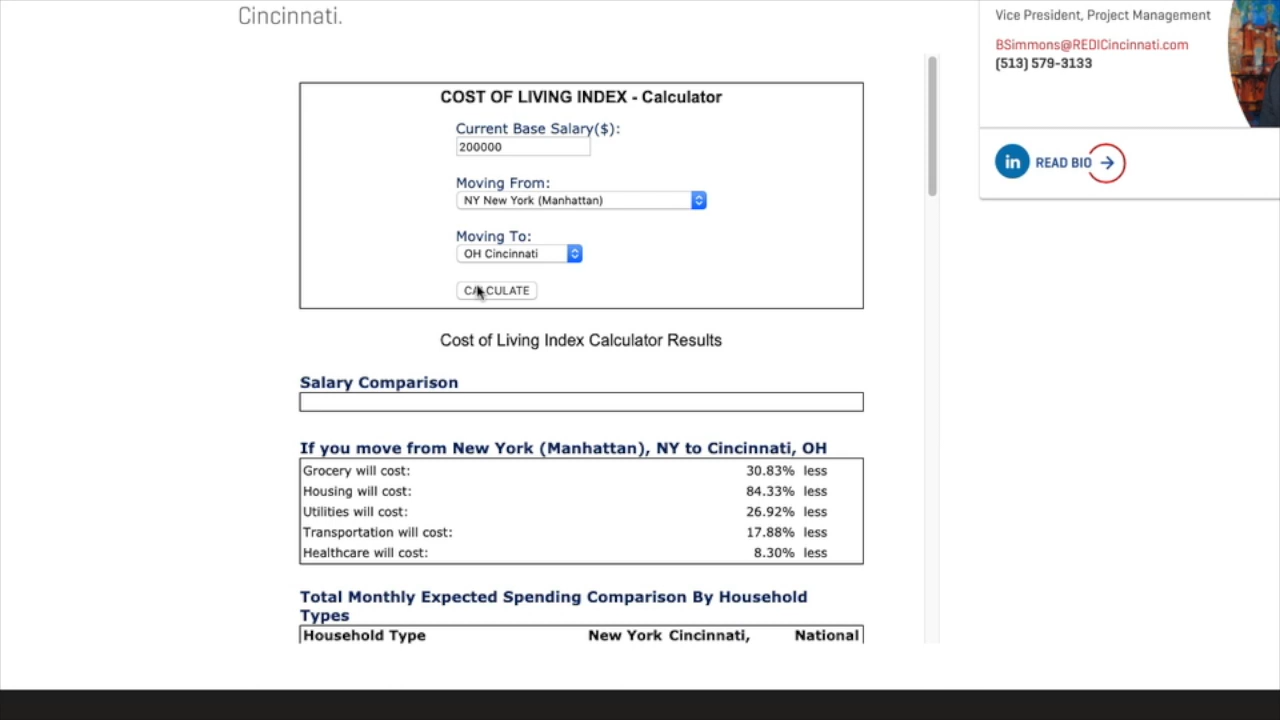 Cincinnati.
Vice President, Project Management
BSimmons@REDICincinnati.com
(513) 579-3133
in READ BIO
COST OF LIVING INDEX - Calculator
Current Base Salary($):
200000
Moving From:
NY New York (Manhattan)
Moving To:
OH Cincinnati
CALCULATE
Cost of Living Index Calculator Results
Salary Comparison
If you move from New York (Manhattan), NY to Cincinnati, OH
Grocery will cost: 30.83% less
Housing will cost: 84.33% less
Utilities will cost: 26.92% less
Transportation will cost: 17.88% less
Healthcare will cost: 8.30% less
Total Monthly Expected Spending Comparison By Household
Types
Household Type New York Cincinnati, National